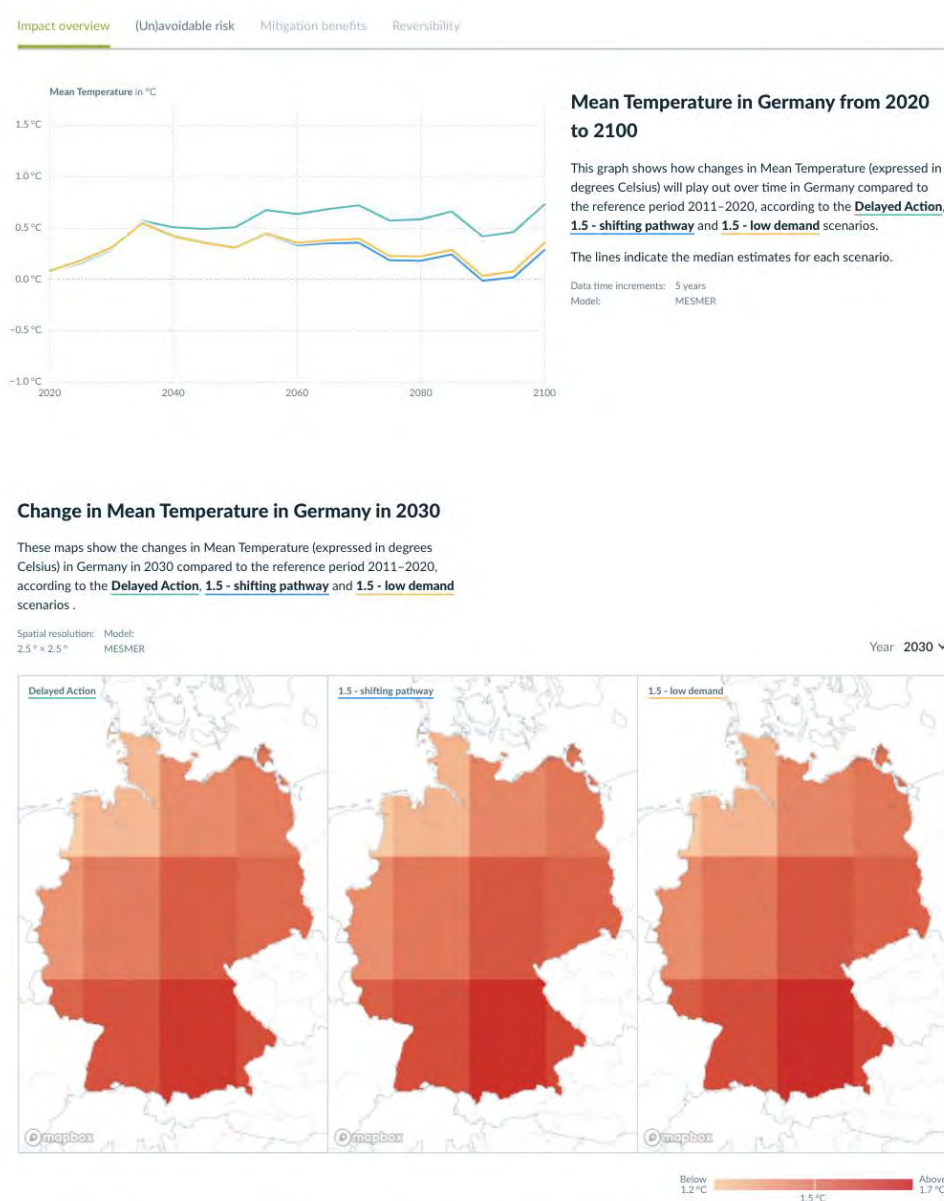 Impact overview (Un)avoidable risk Mitigation benefits Reversibility
Mean Temperature in °C
1.5 °C
1.0 °C
0.5 °C
0.0 °C
−0.5 °C
−1.0 °C
2020 2040 2060 2080 2100
Mean Temperature in Germany from 2020
to 2100
This graph shows how changes in Mean Temperature (expressed in
degrees Celsius) will play out over time in Germany compared to
the reference period 2011–2020, according to the Delayed Action,
1.5 - shifting pathway and 1.5 - low demand scenarios.
The lines indicate the median estimates for each scenario.
Data time increments: 5 years
Model: MESMER
Change in Mean Temperature in Germany in 2030
These maps show the changes in Mean Temperature (expressed in degrees
Celsius) in Germany in 2030 compared to the reference period 2011–2020,
according to the Delayed Action, 1.5 - shifting pathway and 1.5 - low demand
scenarios .
Spatial resolution: Model:
2.5 ° × 2.5 ° MESMER
Year 2030
Delayed Action
1.5 - shifting pathway
1.5 - low demand
mapbox
mapbox
mapbox
Below
1.2 °C
1.5 °C
Above
1.7 °C